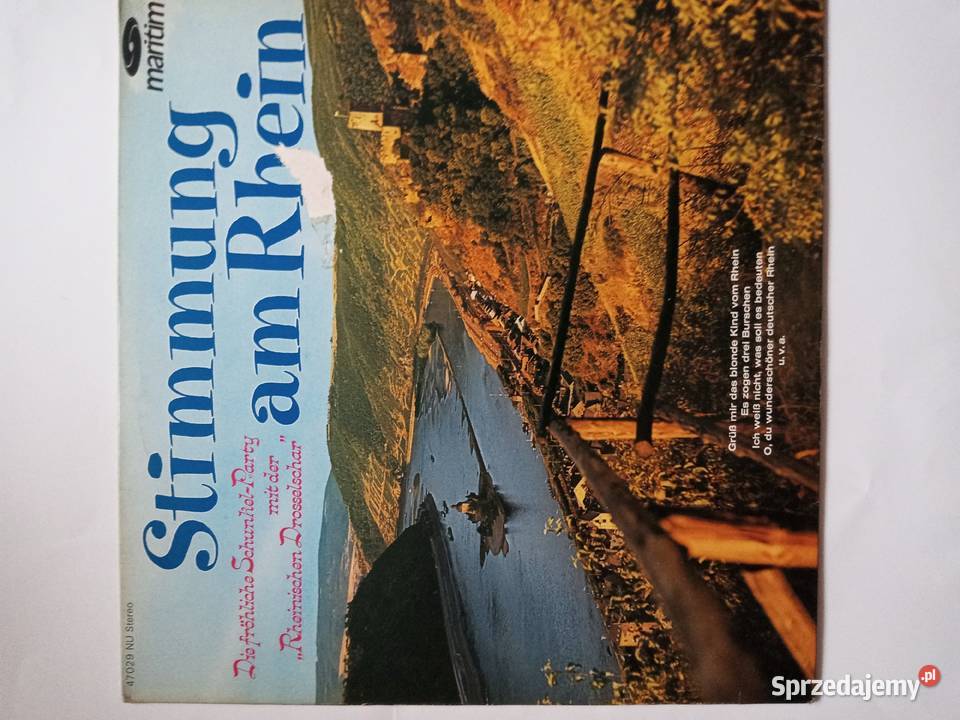 47029 NU Stereo
maritim
Stimmung
am Rhein
Die fröhliche Schunkel-Party
mit der
„Rheinischen Drosselschar"
Grüß mir das blonde Kind vom Rhein
Es zogen drei Burschen
Ich weiß nicht, was soll es bedeuten
O, du wunderschöner deutscher Rhein
u. v. a.
Sprzedajemy.pl